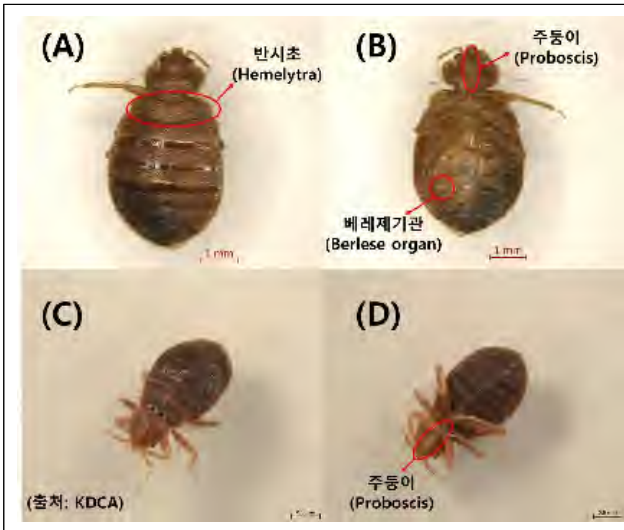 (A)
반시초
(Hemelytra)
1 mm
(B)
주둥이
(Proboscis)
베레제기관
(Berlese organ)
1 mm
(C)
(출처: KDCA)
(D)
주둥이
(Proboscis)